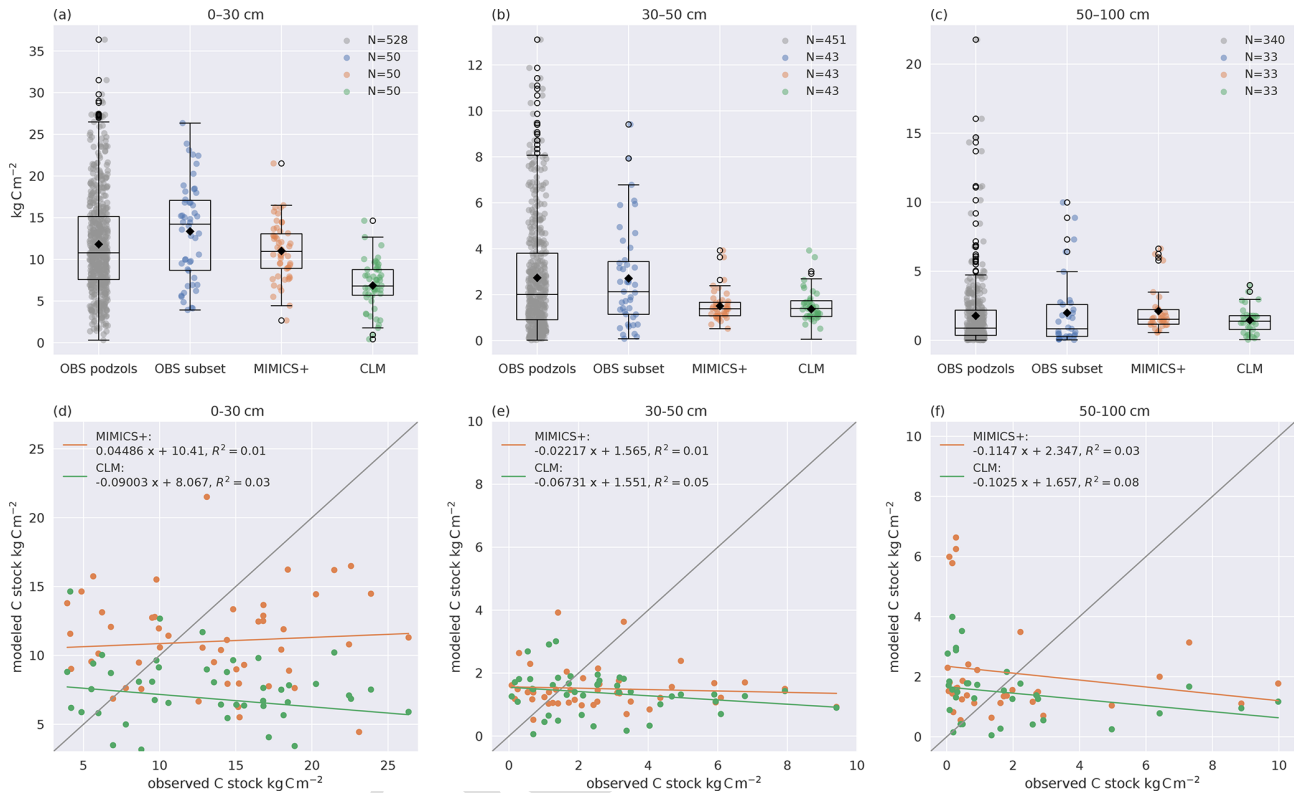 (a) 0–30 cm
kg C m−2
35
30
25
20
15
10
5
0
N=528
N=50
N=50
N=50
OBS podzols OBS subset MIMICS+ CLM
(b) 30–50 cm
12
10
8
6
4
2
0
N=451
N=43
N=43
N=43
OBS podzols OBS subset MIMICS+ CLM
(c) 50–100 cm
20
15
10
5
0
N=340
N=33
N=33
N=33
OBS podzols OBS subset MIMICS+ CLM
(d) 0-30 cm
modeled C stock kg C m−2
25
20
15
10
5
MIMICS+:
0.04486 x + 10.41, R2 = 0.01
CLM:
-0.09003 x + 8.067, R2 = 0.03
5 10 15 20 25
observed C stock kg C m−2
(e) 30-50 cm
modeled C stock kg C m−2
10
8
6
4
2
0
MIMICS+:
-0.02217 x + 1.565, R2 = 0.01
CLM:
-0.06731 x + 1.551, R2 = 0.05
0 2 4 6 8 10
observed C stock kg C m−2
(f) 50-100 cm
modeled C stock kg C m−2
10
8
6
4
2
0
MIMICS+:
-0.1147 x + 2.347, R2 = 0.03
CLM:
-0.1025 x + 1.657, R2 = 0.08
0 2 4 6 8 10
observed C stock kg C m−2